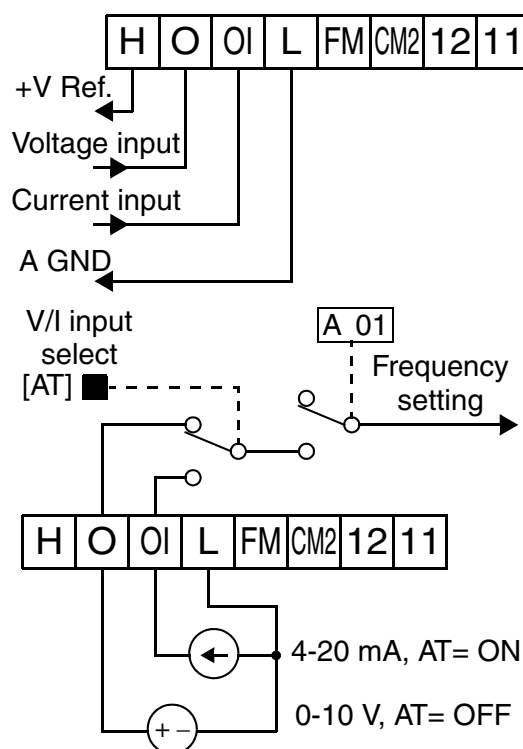 H O OI L FM CM2 12 11
+V Ref.
Voltage input
Current input
A GND
V/I input
select
[AT]
A 01
Frequency
setting
H O OI L FM CM2 12 11
4-20 mA, AT= ON
+ –
0-10 V, AT= OFF